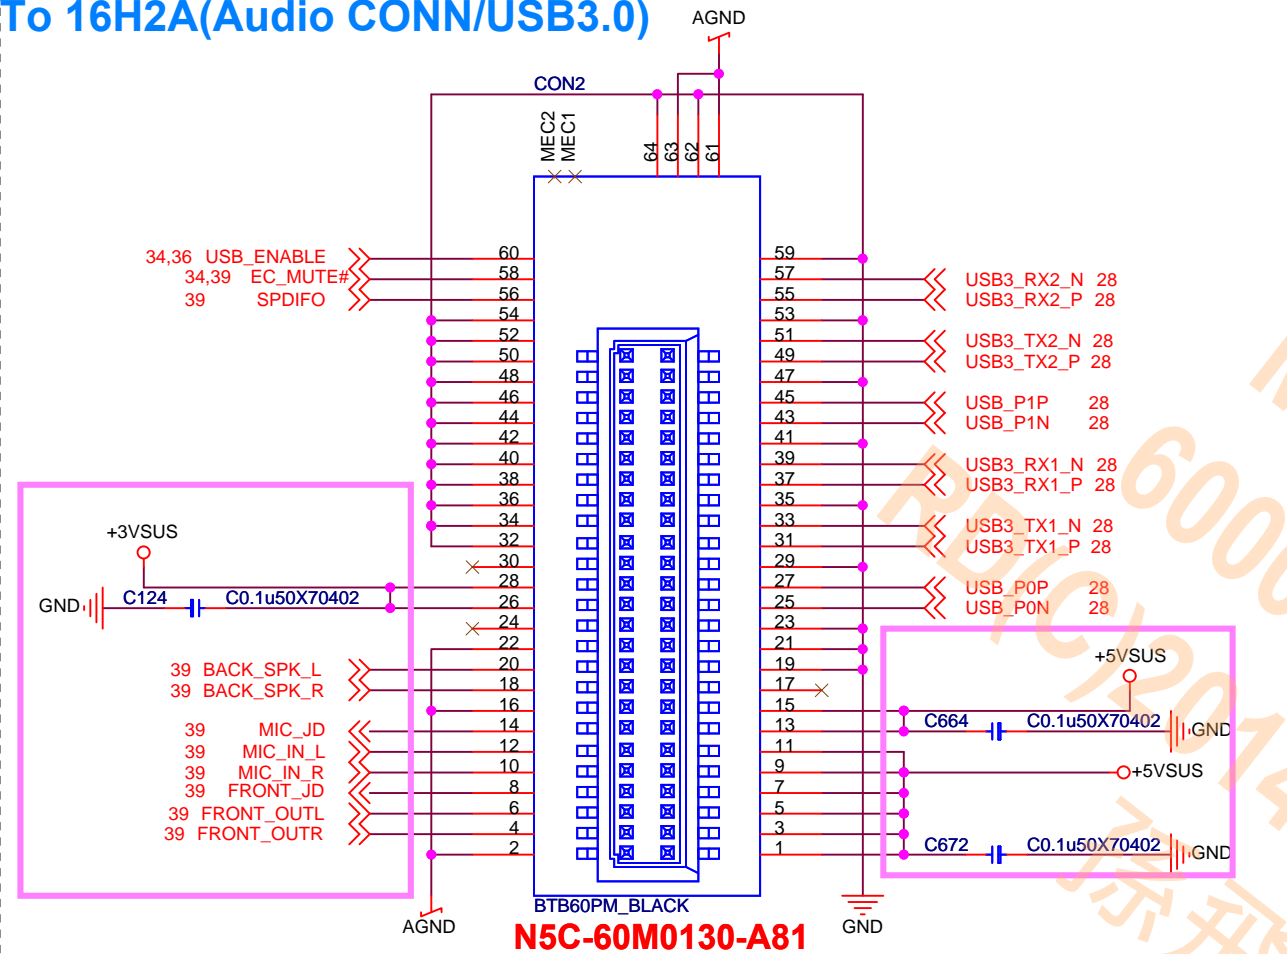 To 16H2A(Audio CONN/USB3.0)
AGND
CON2
MEC2
MEC1
64
63
62
61
34,36 USB_ENABLE 60
34,39 EC_MUTE# 58
39 SPDIFO 56
54
52
50
48
46
44
42
40
38
36
34
32
30
28
26
24
22
39 BACK_SPK_L 20
39 BACK_SPK_R 18
16
39 MIC_JD 14
39 MIC_IN_L 12
39 MIC_IN_R 10
39 FRONT_JD 8
39 FRONT_OUTL 6
39 FRONT_OUTR 4
2
+3VSUS
GND
C124
C0.1u50X70402
AGND
59
57 USB3_RX2_N 28
55 USB3_RX2_P 28
53
51 USB3_TX2_N 28
49 USB3_TX2_P 28
47
45 USB_P1P 28
43 USB_P1N 28
41
39 USB3_RX1_N 28
37 USB3_RX1_P 28
35
33 USB3_TX1_N 28
31 USB3_TX1_P 28
29
27 USB_P0P 28
25 USB_P0N 28
23
21
19
17
15
13
11
9
7
5
3
1
+5VSUS
C664 C0.1u50X70402 GND
+5VSUS
C672 C0.1u50X70402 GND
GND
BTB60PM_BLACK
N5C-60M0130-A81
6000
RD(C)2014